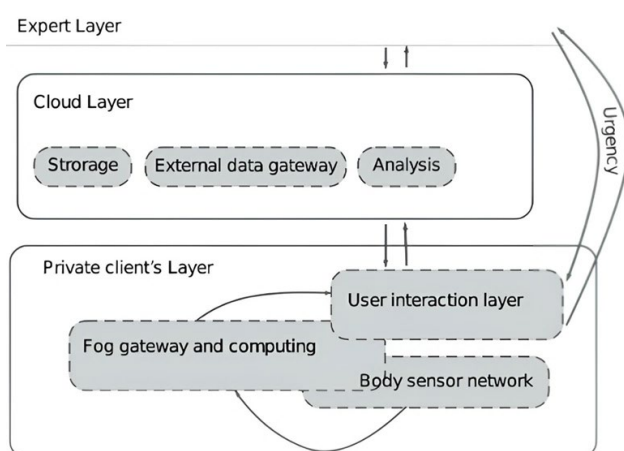 Expert Layer
Cloud Layer
Strorage
External data gateway
Analysis
Urgency
Private client's Layer
User interaction layer
Fog gateway and computing
Body sensor network